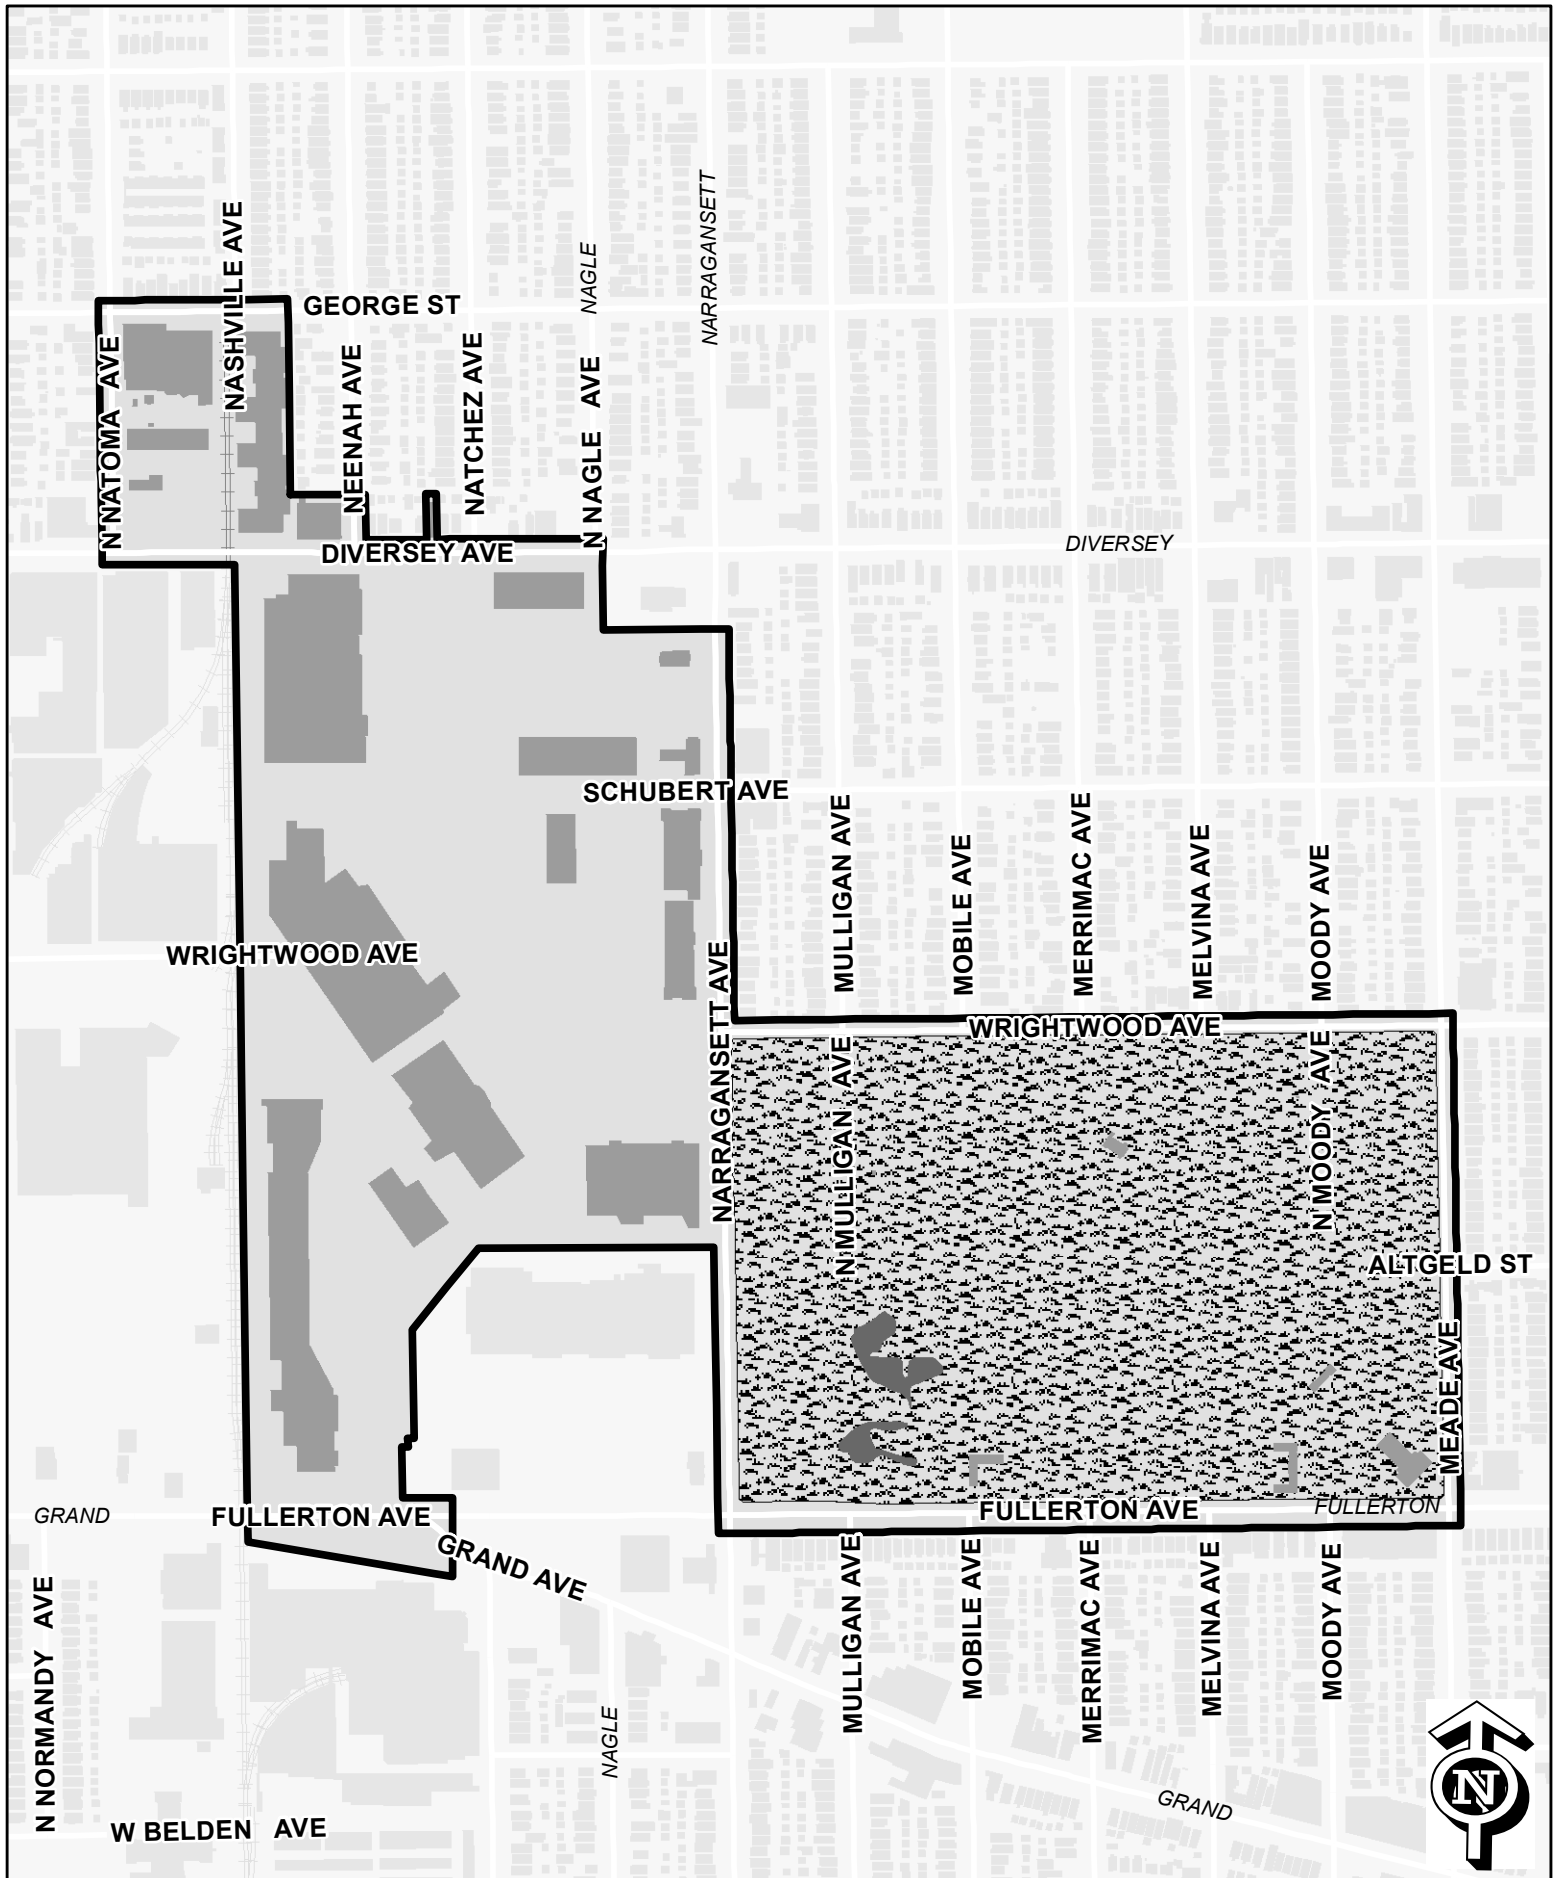 NASHVILLE AVE
NAGLE
NARRAGANSETT
GEORGE ST
N NATOMA AVE
NEENAH AVE
NATCHEZ AVE
N NAGLE AVE
DIVERSEY AVE
DIVERSEY
SCHUBERT AVE
MULLIGAN AVE
MOBILE AVE
MERRIMAC AVE
MELVINA AVE
MOODY AVE
WRIGHTWOOD AVE
NARRAGANSETT AVE
WRIGHTWOOD AVE
N MULLIGAN AVE
N MOODY AVE
ALTGELD ST
MEADE AVE
GRAND
FULLERTON AVE
FULLERTON AVE
FULLERTON
GRAND AVE
N NORMANDY AVE
MULLIGAN AVE
MOBILE AVE
MERRIMAC AVE
MELVINA AVE
MOODY AVE
NAGLE
GRAND
W BELDEN AVE
N